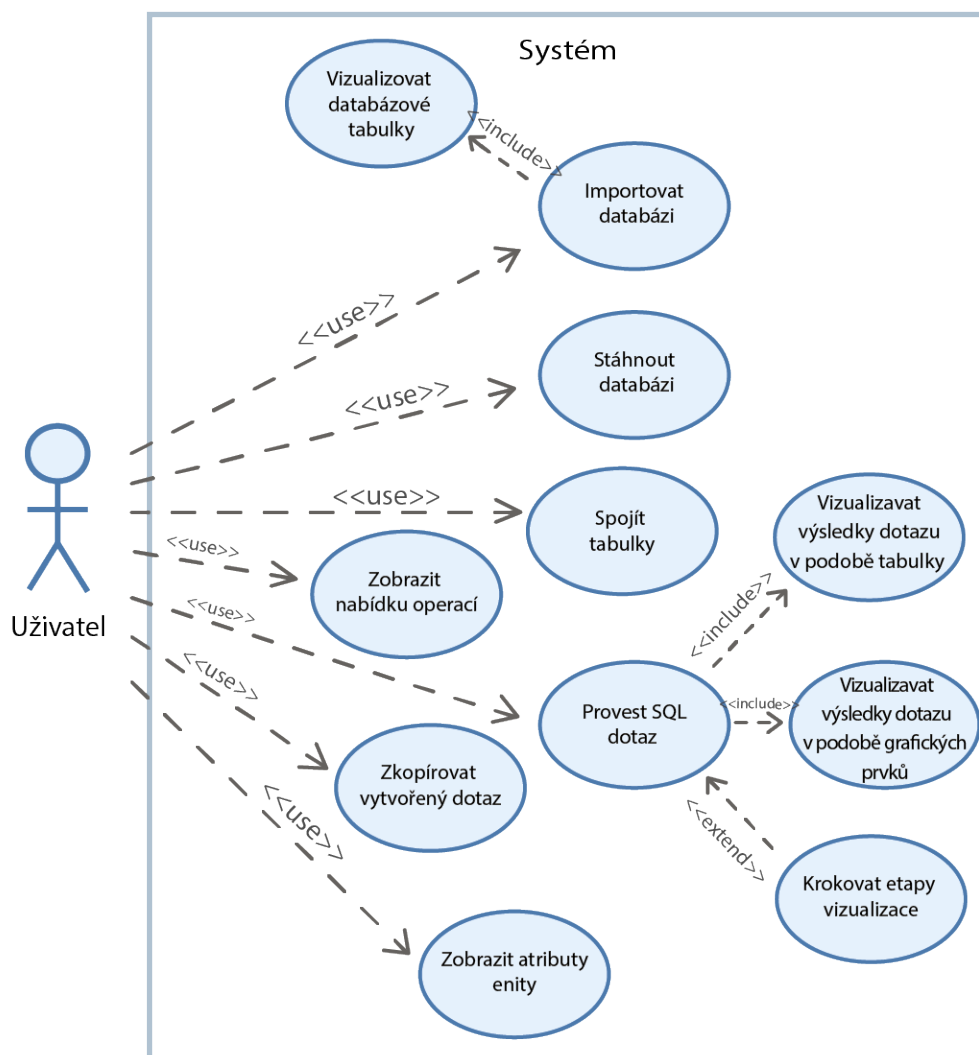 Systém
Vizualizovat
databázové
tabulky
<<include>>
Importovat
databázi
<<use>>
Stáhnout
databázi
<<use>>
<<use>>
Spojít
tabulky
Vizualizavat
výsledky dotazu
v podobě tabulky
<<use>>
Zobrazit
nabídku operací
Uživatel
<<use>>
<<include>>
<<use>>
Provest SQL
dotaz
<<include>>
Vizualizavat
výsledky dotazu
v podobě grafických
prvků
Zkopírovat
vytvořený dotaz
<<use>>
<<extend>>
Krokovat etapy
vizualizace
Zobrazit atributy
enity